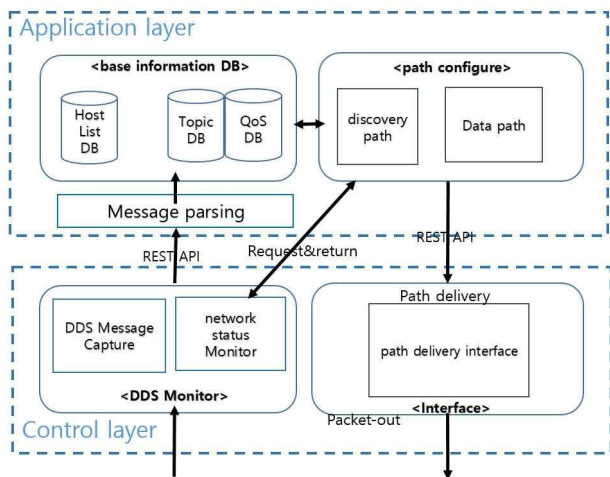 Application layer
<base information DB>
Host
List
DB
Topic
DB
QoS
DB
<path configure>
discovery
path
Data path
Message parsing
REST API
Request&return
REST API
DDS Message
Capture
network
status
Monitor
<DDS Monitor>
Path delivery
path delivery interface
<Interface>
Packet-out
Control layer